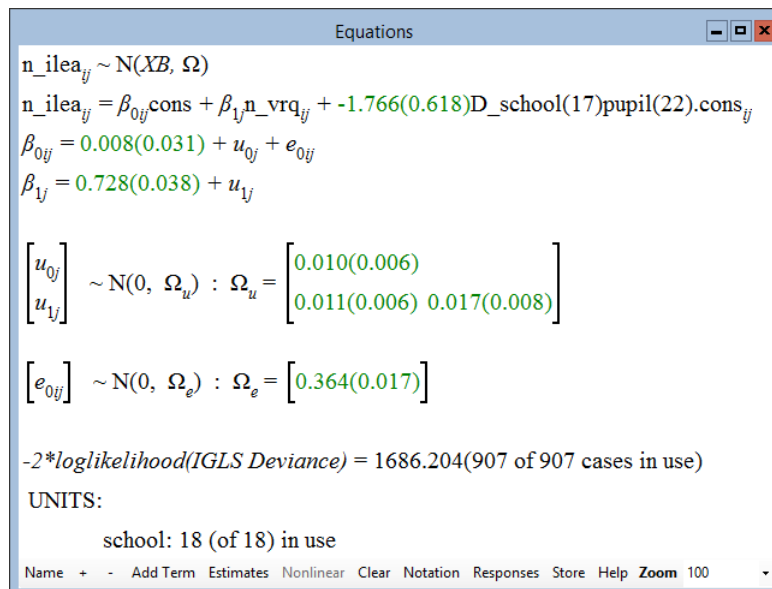 Equations
n_ilea_ij ~ N(XB, Ω)
n_ilea_ij = β_0ij cons + β_1j n_vrq_ij + -1.766(0.618)D_school(17)pupil(22).cons_ij
β_0ij = 0.008(0.031) + u_0j + e_0ij
β_1j = 0.728(0.038) + u_1j
[u_0j
u_1j] ~ N(0, Ω_u) : Ω_u = [0.010(0.006)
0.011(0.006) 0.017(0.008)]
[e_0ij] ~ N(0, Ω_e) : Ω_e = [0.364(0.017)]
-2*loglikelihood(IGLS Deviance) = 1686.204(907 of 907 cases in use)
UNITS:
school: 18 (of 18) in use
Name + - Add Term Estimates Nonlinear Clear Notation Responses Store Help Zoom 100